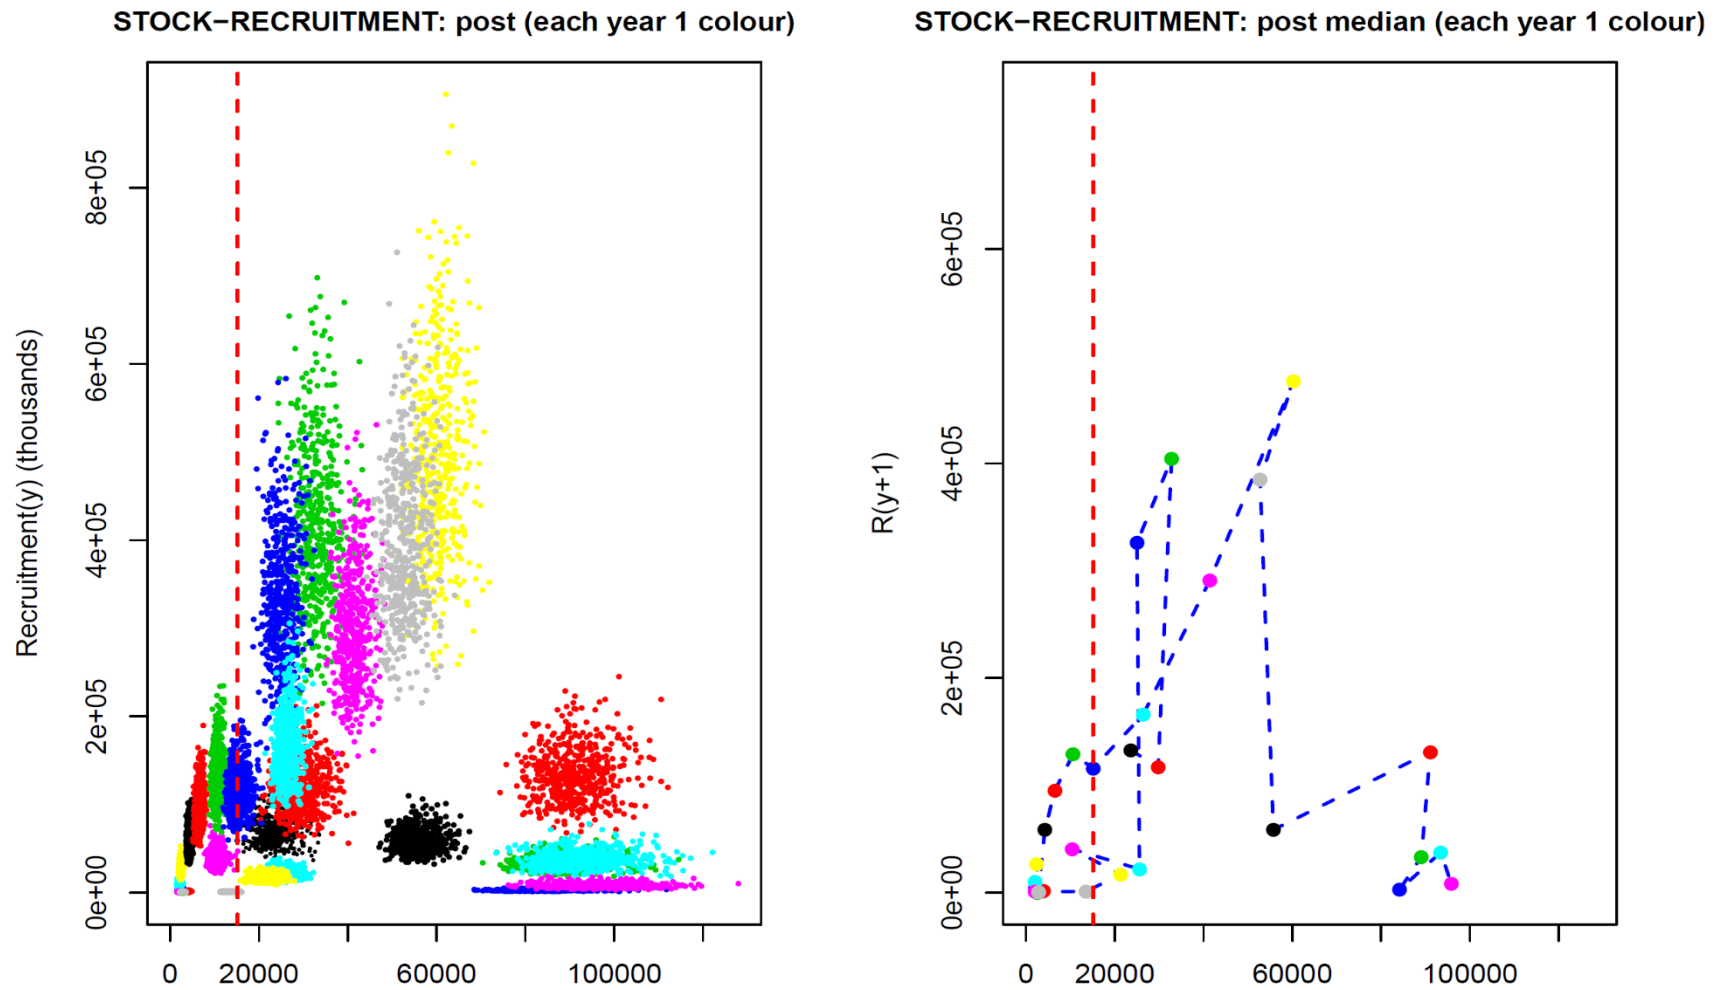 STOCK−RECRUITMENT: post (each year 1 colour)
Recruitment(y) (thousands)
8e+05
6e+05
4e+05
2e+05
0e+00
0 20000 60000 100000
STOCK−RECRUITMENT: post median (each year 1 colour)
R(y+1)
6e+05
4e+05
2e+05
0e+00
0 20000 60000 100000